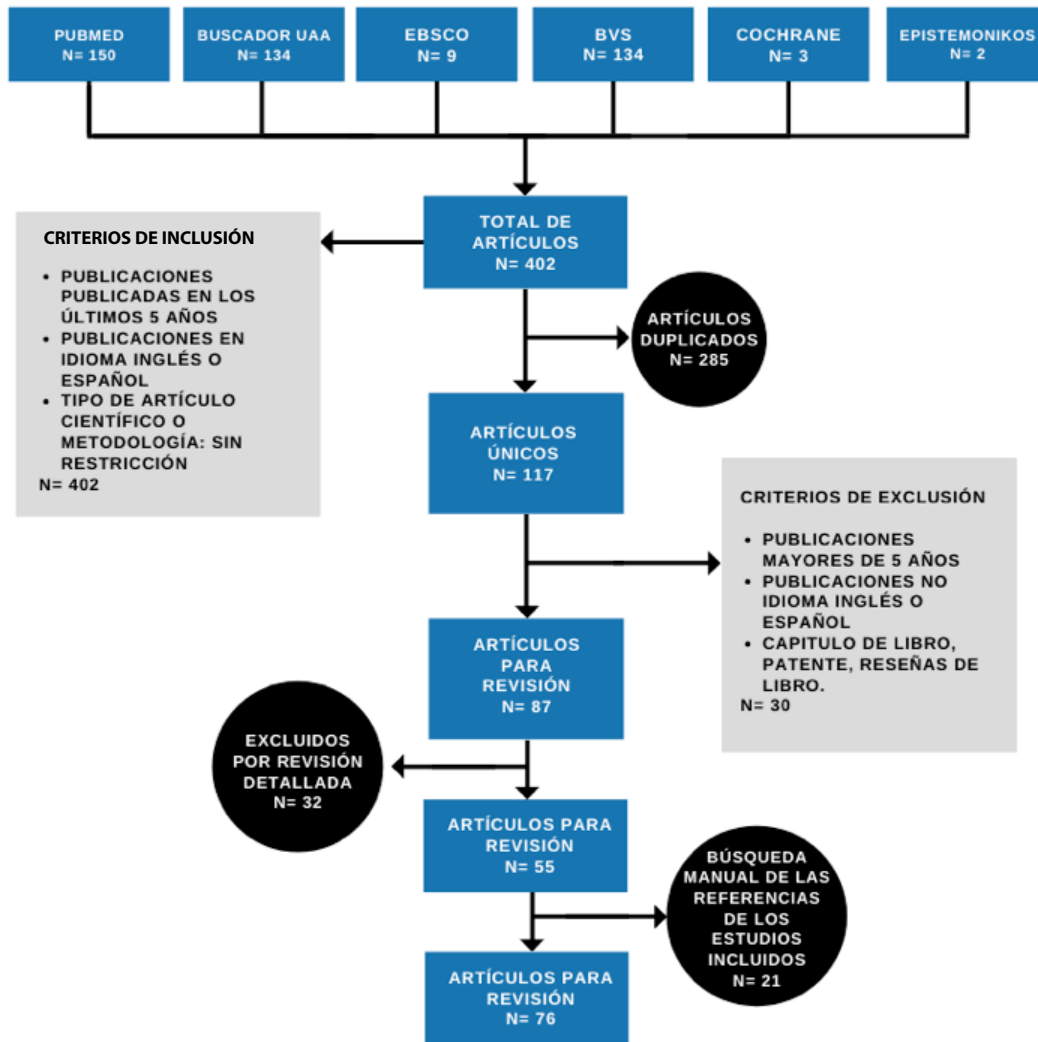 PUBMED
N= 150
BUSCADOR UAA
N= 134
EBSCO
N= 9
BVS
N= 134
COCHRANE
N= 3
EPISTEMONIKOS
N= 2
TOTAL DE
ARTÍCULOS
N= 402
CRITERIOS DE INCLUSIÓN
• PUBLICACIONES
PUBLICADAS EN LOS
ÚLTIMOS 5 AÑOS
• PUBLICACIONES EN
IDIOMA INGLÉS O
ESPAÑOL
• TIPO DE ARTÍCULO
CIENTÍFICO O
METODOLOGÍA: SIN
RESTRICCIÓN
N= 402
ARTÍCULOS
DUPLICADOS
N= 285
ARTÍCULOS
ÚNICOS
N= 117
CRITERIOS DE EXCLUSIÓN
• PUBLICACIONES
MAYORES DE 5 AÑOS
• PUBLICACIONES NO
IDIOMA INGLÉS O
ESPAÑOL
• CAPITULO DE LIBRO,
PATENTE, RESEÑAS DE
LIBRO.
N= 30
ARTÍCULOS
PARA
REVISIÓN
N= 87
EXCLUIDOS
POR REVISIÓN
DETALLADA
N= 32
ARTÍCULOS PARA
REVISIÓN
N= 55
BÚSQUEDA
MANUAL DE LAS
REFERENCIAS
DE LOS
ESTUDIOS
INCLUIDOS
N= 21
ARTÍCULOS PARA
REVISIÓN
N= 76